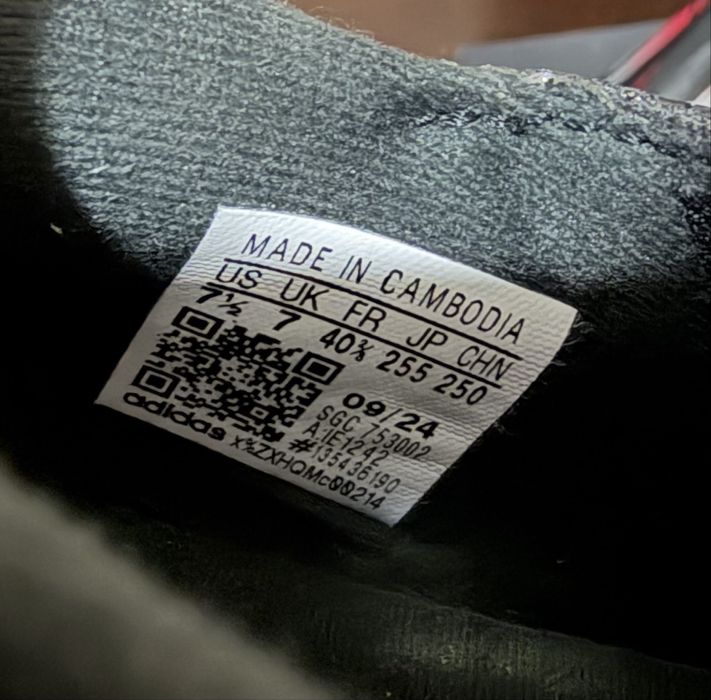 MADE IN CAMBODIA
US UK FR JP CHN
7½ 7 40⅔ 255 250
09/24
SGC 753002
A1E1242
#135436190
adidas